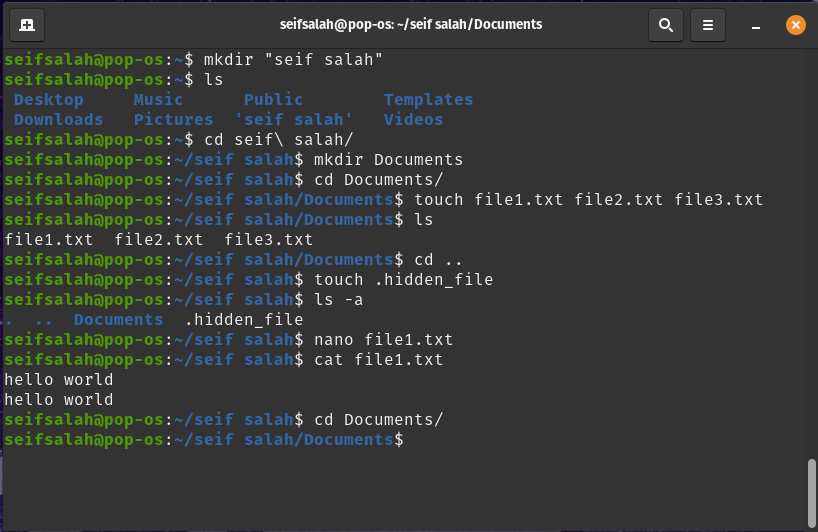 seifsalah@pop-os: ~/seif salah/Documents
seifsalah@pop-os:~$ mkdir "seif salah"
seifsalah@pop-os:~$ ls
 Desktop     Music      Public        Templates
 Downloads   Pictures  'seif salah'   Videos
seifsalah@pop-os:~$ cd seif\ salah/
seifsalah@pop-os:~/seif salah$ mkdir Documents
seifsalah@pop-os:~/seif salah$ cd Documents/
seifsalah@pop-os:~/seif salah/Documents$ touch file1.txt file2.txt file3.txt
seifsalah@pop-os:~/seif salah/Documents$ ls
file1.txt  file2.txt  file3.txt
seifsalah@pop-os:~/seif salah/Documents$ cd ..
seifsalah@pop-os:~/seif salah$ touch .hidden_file
seifsalah@pop-os:~/seif salah$ ls -a
.  ..  Documents  .hidden_file
seifsalah@pop-os:~/seif salah$ nano file1.txt
seifsalah@pop-os:~/seif salah$ cat file1.txt
hello world
hello world
seifsalah@pop-os:~/seif salah$ cd Documents/
seifsalah@pop-os:~/seif salah/Documents$